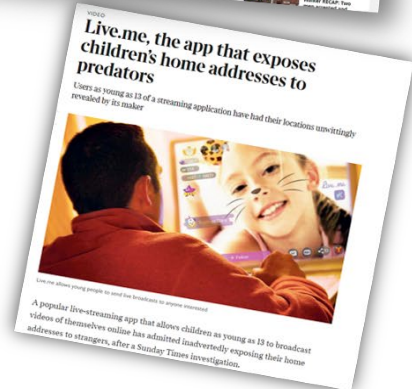 VIDEO
Live.me, the app that exposes
children's home addresses to
predators
Users as young as 13 of a streaming application have had their locations unwittingly
revealed by its maker
Live.me allows young people to send live broadcasts to anyone interested
A popular live-streaming app that allows children as young as 13 to broadcast
videos of themselves online has admitted inadvertedly exposing their home
addresses to strangers, after a Sunday Times investigation,